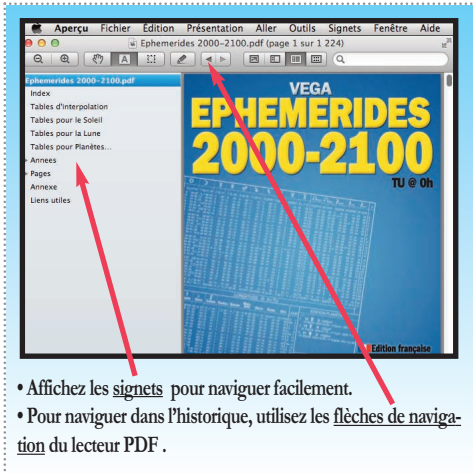 Aperçu Fichier Édition Présentation Aller Outils Signets Fenêtre Aide
Ephemerides 2000-2100.pdf (page 1 sur 1 224)
Ephemerides 2000-2100.pdf
Index
Tables d'interpolation
Tables pour le Soleil
Tables pour la Lune
Tables pour Planètes...
Annees
Pages
Annexe
Liens utiles
VEGA
EPHEMERIDES
2000-2100
TU @ 0h
Edition française
• Affichez les signets pour naviguer facilement.
• Pour naviguer dans l'historique, utilisez les flèches de naviga-
tion du lecteur PDF .